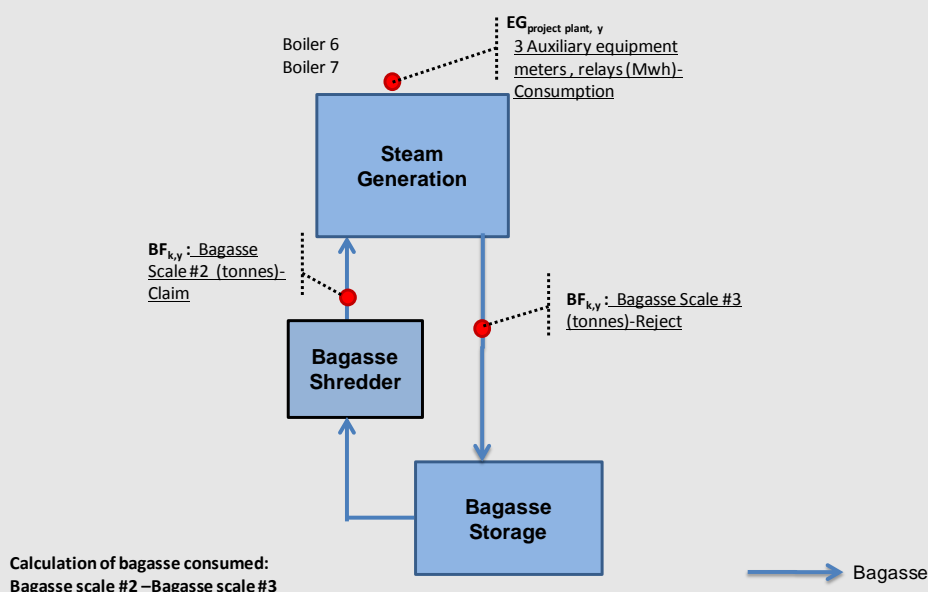 Boiler 6
Boiler 7
EGproject plant, y
3 Auxiliary equipment
meters , relays (Mwh)-
Consumption
Steam
Generation
BFk,y : Bagasse
Scale #2 (tonnes)-
Claim
BFk,y : Bagasse Scale #3
(tonnes)-Reject
Bagasse
Shredder
Bagasse
Storage
Calculation of bagasse consumed:
Bagasse scale #2 –Bagasse scale #3
Bagasse